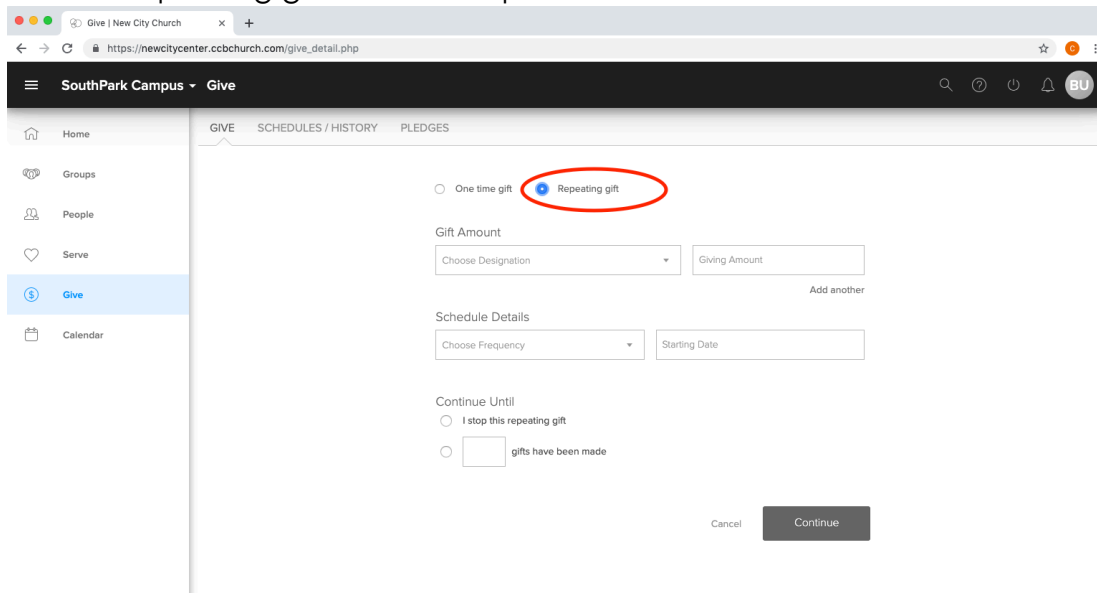 Give | New City Church
https://newcitycenter.ccbchurch.com/give_detail.php
SouthPark Campus Give
BU
Home
Groups
People
Serve
Give
Calendar
GIVE SCHEDULES / HISTORY PLEDGES
One time gift Repeating gift
Gift Amount
Choose Designation Giving Amount
Add another
Schedule Details
Choose Frequency Starting Date
Continue Until
I stop this repeating gift
gifts have been made
Cancel Continue